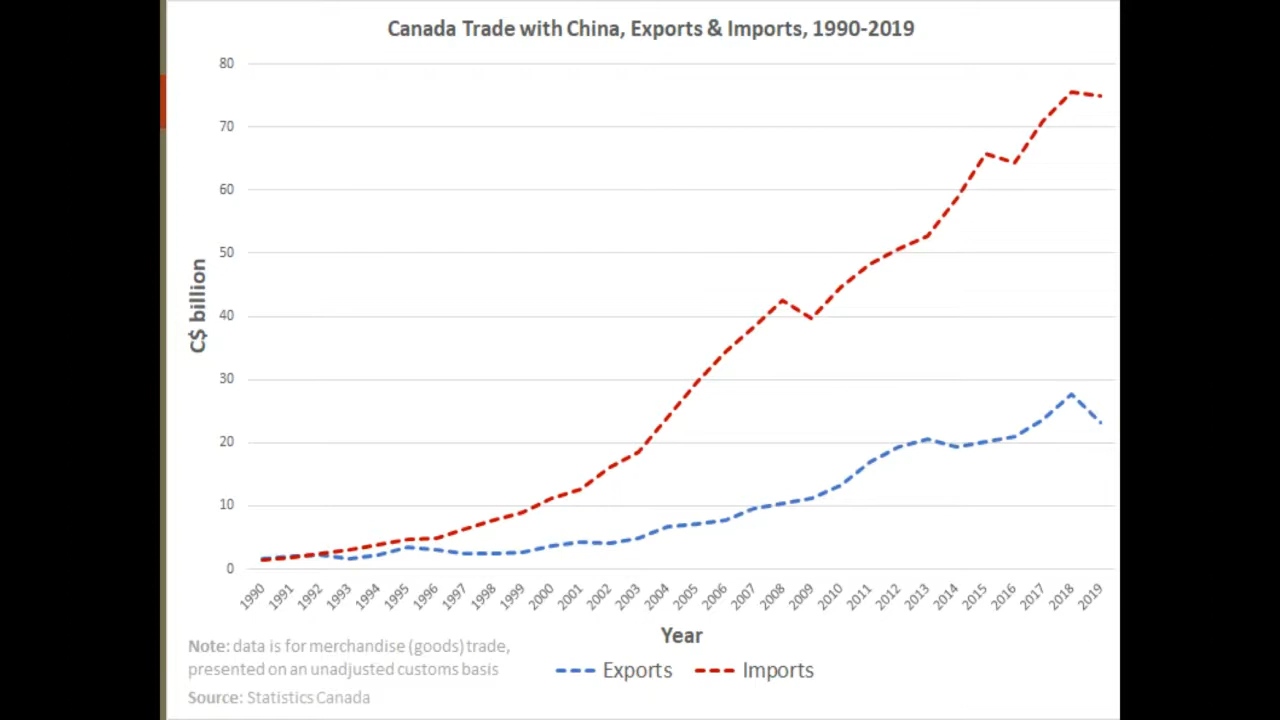 Canada Trade with China, Exports & Imports, 1990-2019
80
70
60
50
40
30
20
10
0
C$ billion
1990 1991 1992 1993 1994 1995 1996 1997 1998 1999 2000 2001 2002 2003 2004 2005 2006 2007 2008 2009 2010 2011 2012 2013 2014 2015 2016 2017 2018 2019
Year
Note: data is for merchandise (goods) trade,
presented on an unadjusted customs basis
Source: Statistics Canada
Exports Imports